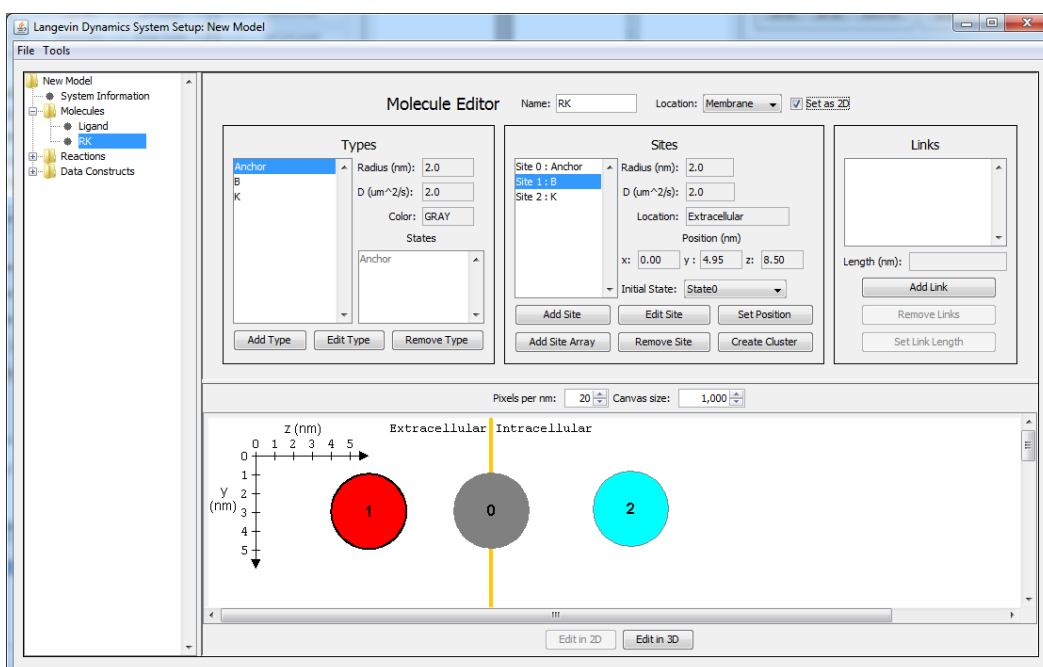 Langevin Dynamics System Setup: New Model
File Tools
New Model
System Information
Molecules
Ligand
RK
Reactions
Data Constructs
Molecule Editor
Name: RK
Location: Membrane
Set as 2D
Types
Anchor
B
K
Radius (nm): 2.0
D (um^2/s): 2.0
Color: GRAY
States
Anchor
Add Type Edit Type Remove Type
Sites
Site 0 : Anchor
Site 1 : B
Site 2 : K
Radius (nm): 2.0
D (um^2/s): 2.0
Location: Extracellular
Position (nm)
x: 0.00 y : 4.95 z: 8.50
Initial State: State0
Add Site Edit Site Set Position
Add Site Array Remove Site Create Cluster
Links
Length (nm):
Add Link
Remove Links
Set Link Length
Pixels per nm: 20 Canvas size: 1,000
z (nm)
0 1 2 3 4 5
Extracellular Intracellular
0
1
y 2
(nm) 3
4
5
1 0 2
Edit in 2D Edit in 3D